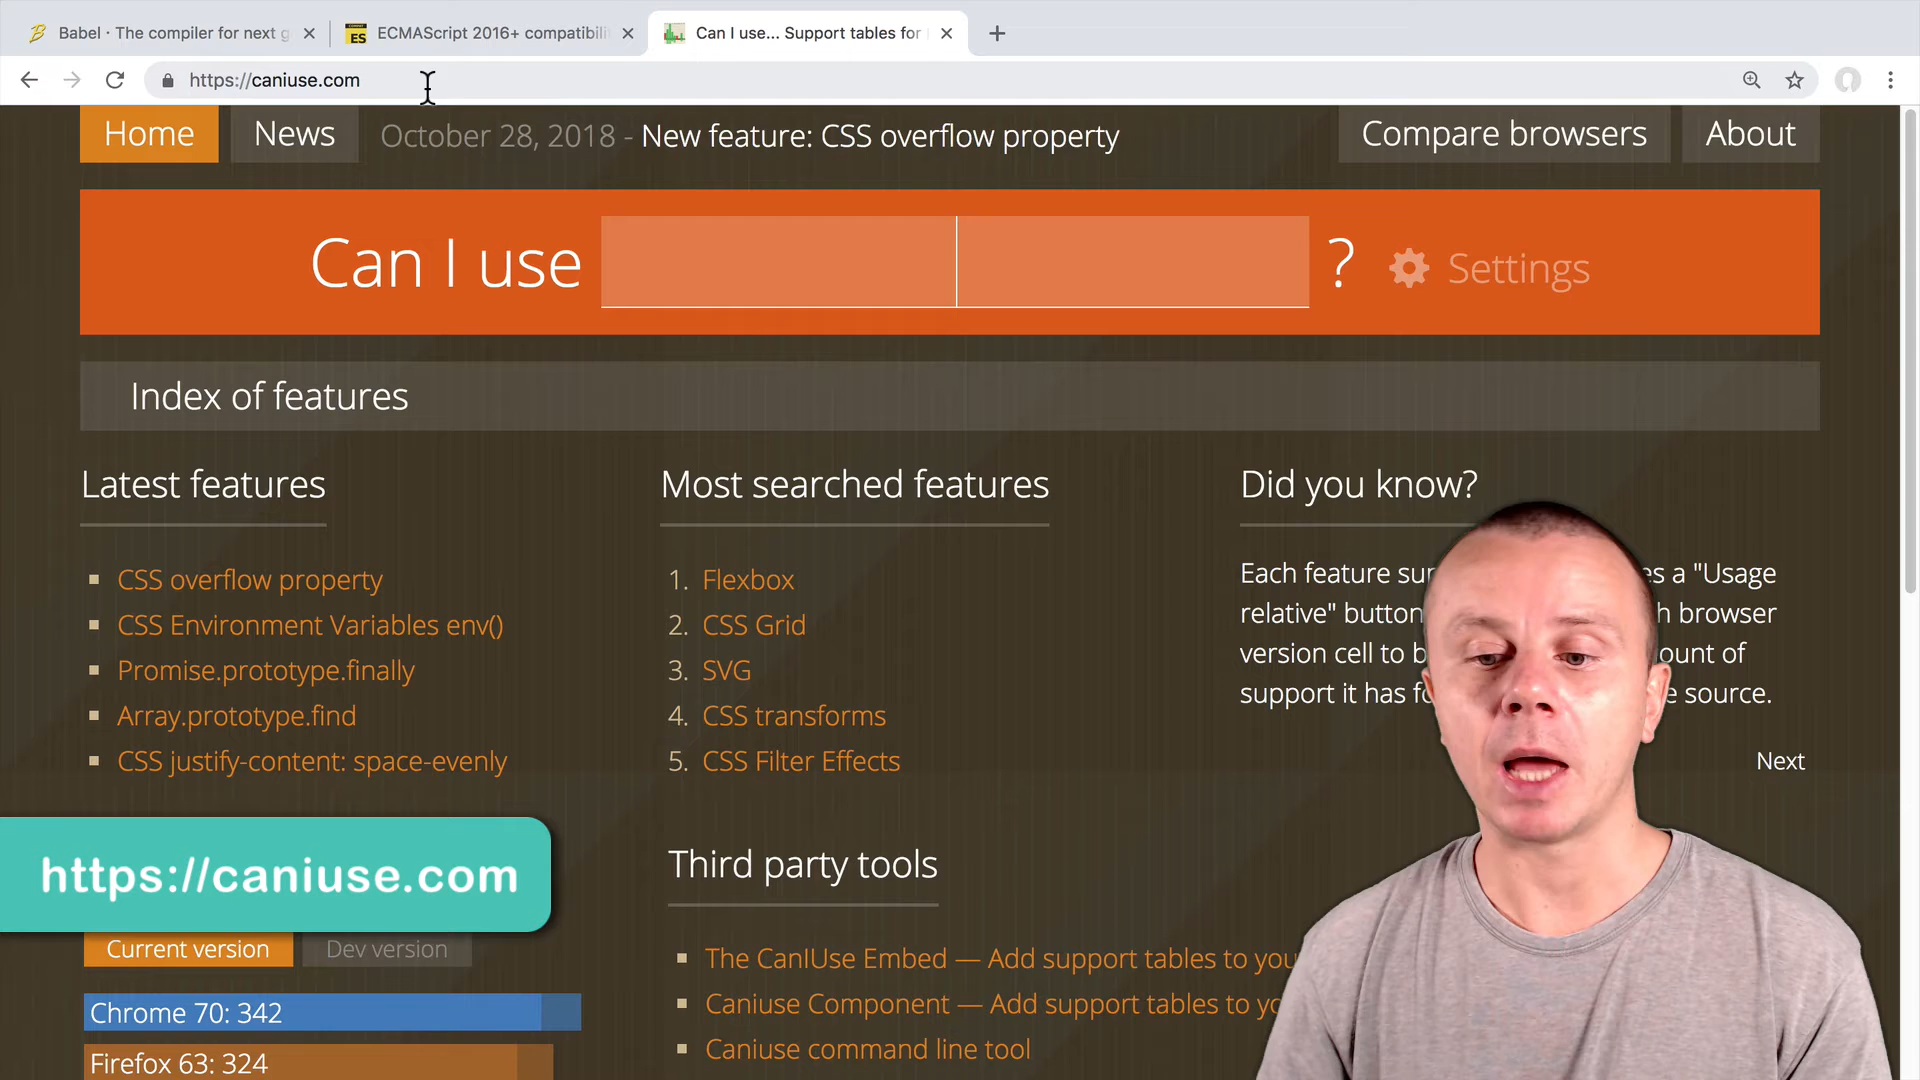 Babel · The compiler for next g
ECMAScript 2016+ compatibili
Can I use... Support tables for
https://caniuse.com
Home
News
October 28, 2018 - New feature: CSS overflow property
Compare browsers
About
Can I use
?
Settings
Index of features
Latest features
CSS overflow property
CSS Environment Variables env()
Promise.prototype.finally
Array.prototype.find
CSS justify-content: space-evenly
Most searched features
1. Flexbox
2. CSS Grid
3. SVG
4. CSS transforms
5. CSS Filter Effects
Did you know?
Each feature su es a "Usage
relative" button h browser
version cell to b ount of
support it has fo e source.
Next
https://caniuse.com
Current version
Dev version
Chrome 70: 342
Firefox 63: 324
Third party tools
The CanIUse Embed — Add support tables to you
Caniuse Component — Add support tables to yo
Caniuse command line tool